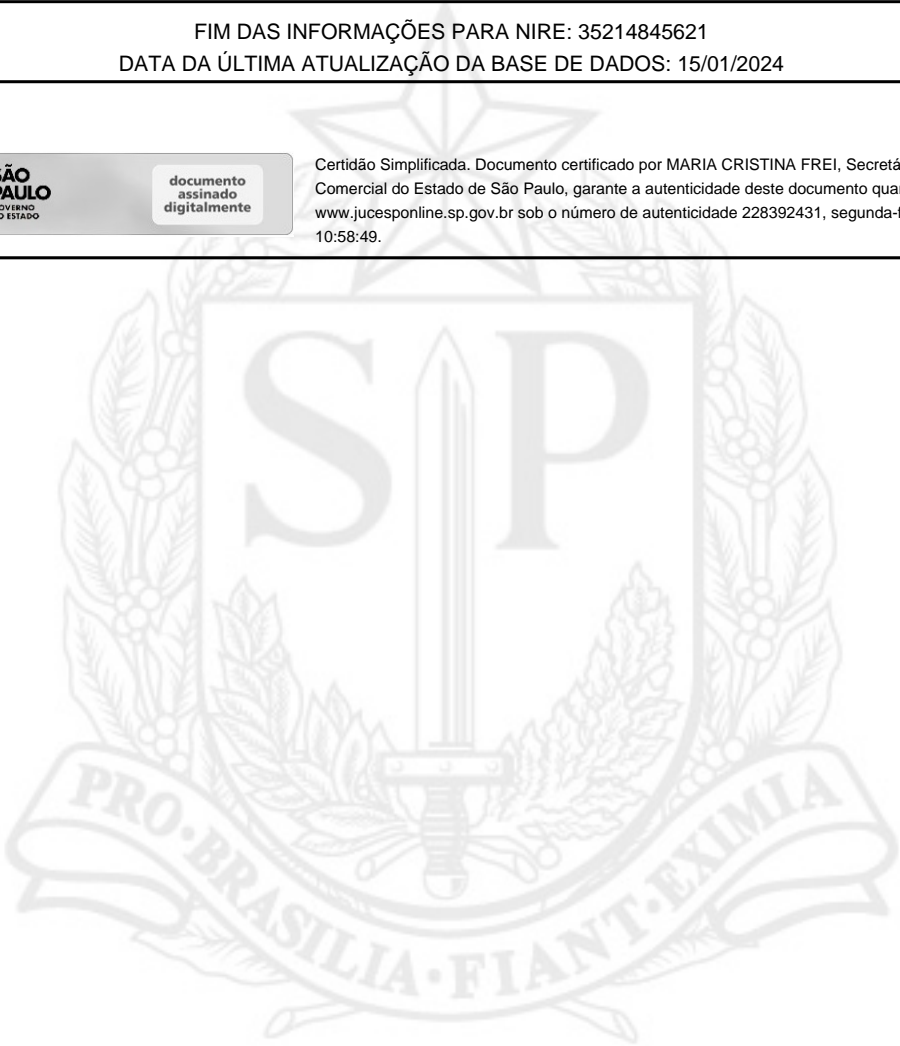 FIM DAS INFORMAÇÕES PARA NIRE: 35214845621
DATA DA ÚLTIMA ATUALIZAÇÃO DA BASE DE DADOS: 15/01/2024
SÃO
PAULO
GOVERNO
DO ESTADO
documento
assinado
digitalmente
Certidão Simplificada. Documento certificado por MARIA CRISTINA FREI, Secretá
Comercial do Estado de São Paulo, garante a autenticidade deste documento quan
www.jucesponline.sp.gov.br sob o número de autenticidade 228392431, segunda-f
10:58:49.
SP
PRO·BRASILIA·FIANT·EXIMIA